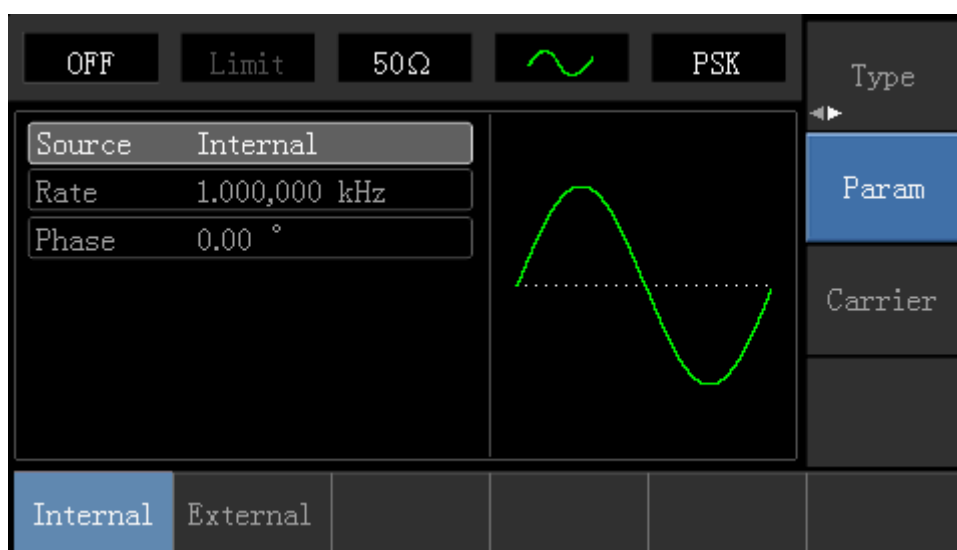 OFF Limit 50Ω PSK Type
Source Internal
Rate 1.000,000 kHz
Phase 0.00 °
Param
Carrier
Internal External